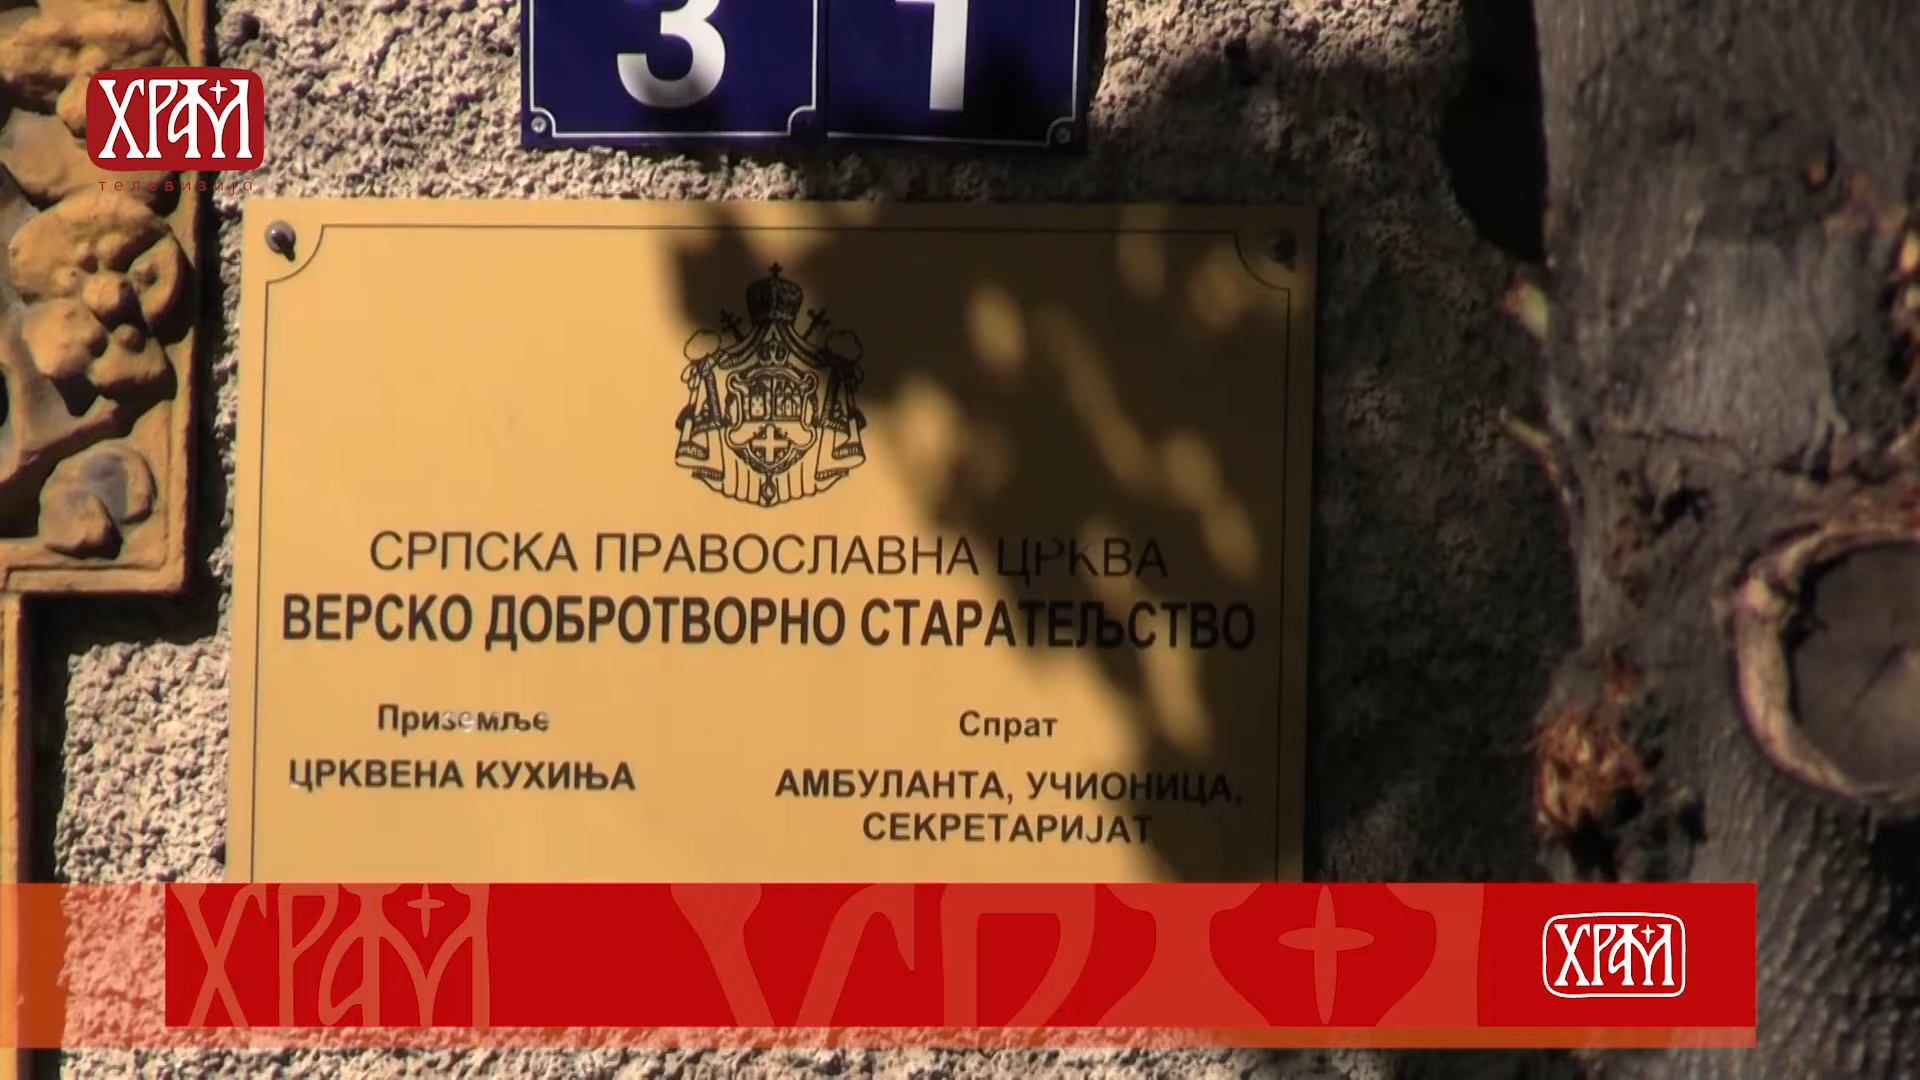 31
ХРАМ
телевизија
СРПСКА ПРАВОСЛАВНА ЦРКВА
ВЕРСКО ДОБРОТВОРНО СТАРАТЕЉСТВО
Приземље
ЦРКВЕНА КУХИЊА
Спрат
АМБУЛАНТА, УЧИОНИЦА,
СЕКРЕТАРИЈАТ
ХРАМ
ХРАМ